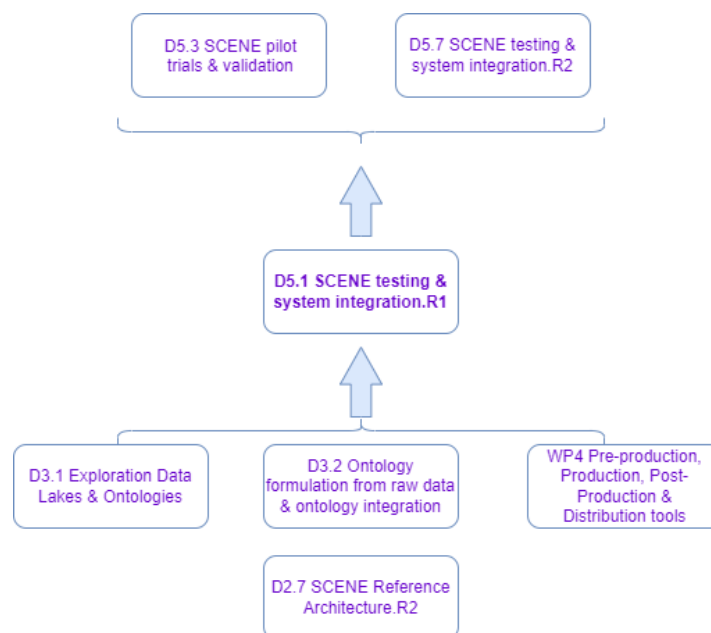 D5.3 SCENE pilot
trials & validation
D5.7 SCENE testing &
system integration.R2
D5.1 SCENE testing &
system integration.R1
D3.1 Exploration Data
Lakes & Ontologies
D3.2 Ontology
formulation from raw data
& ontology integration
WP4 Pre-production,
Production, Post-
Production &
Distribution tools
D2.7 SCENE Reference
Architecture.R2